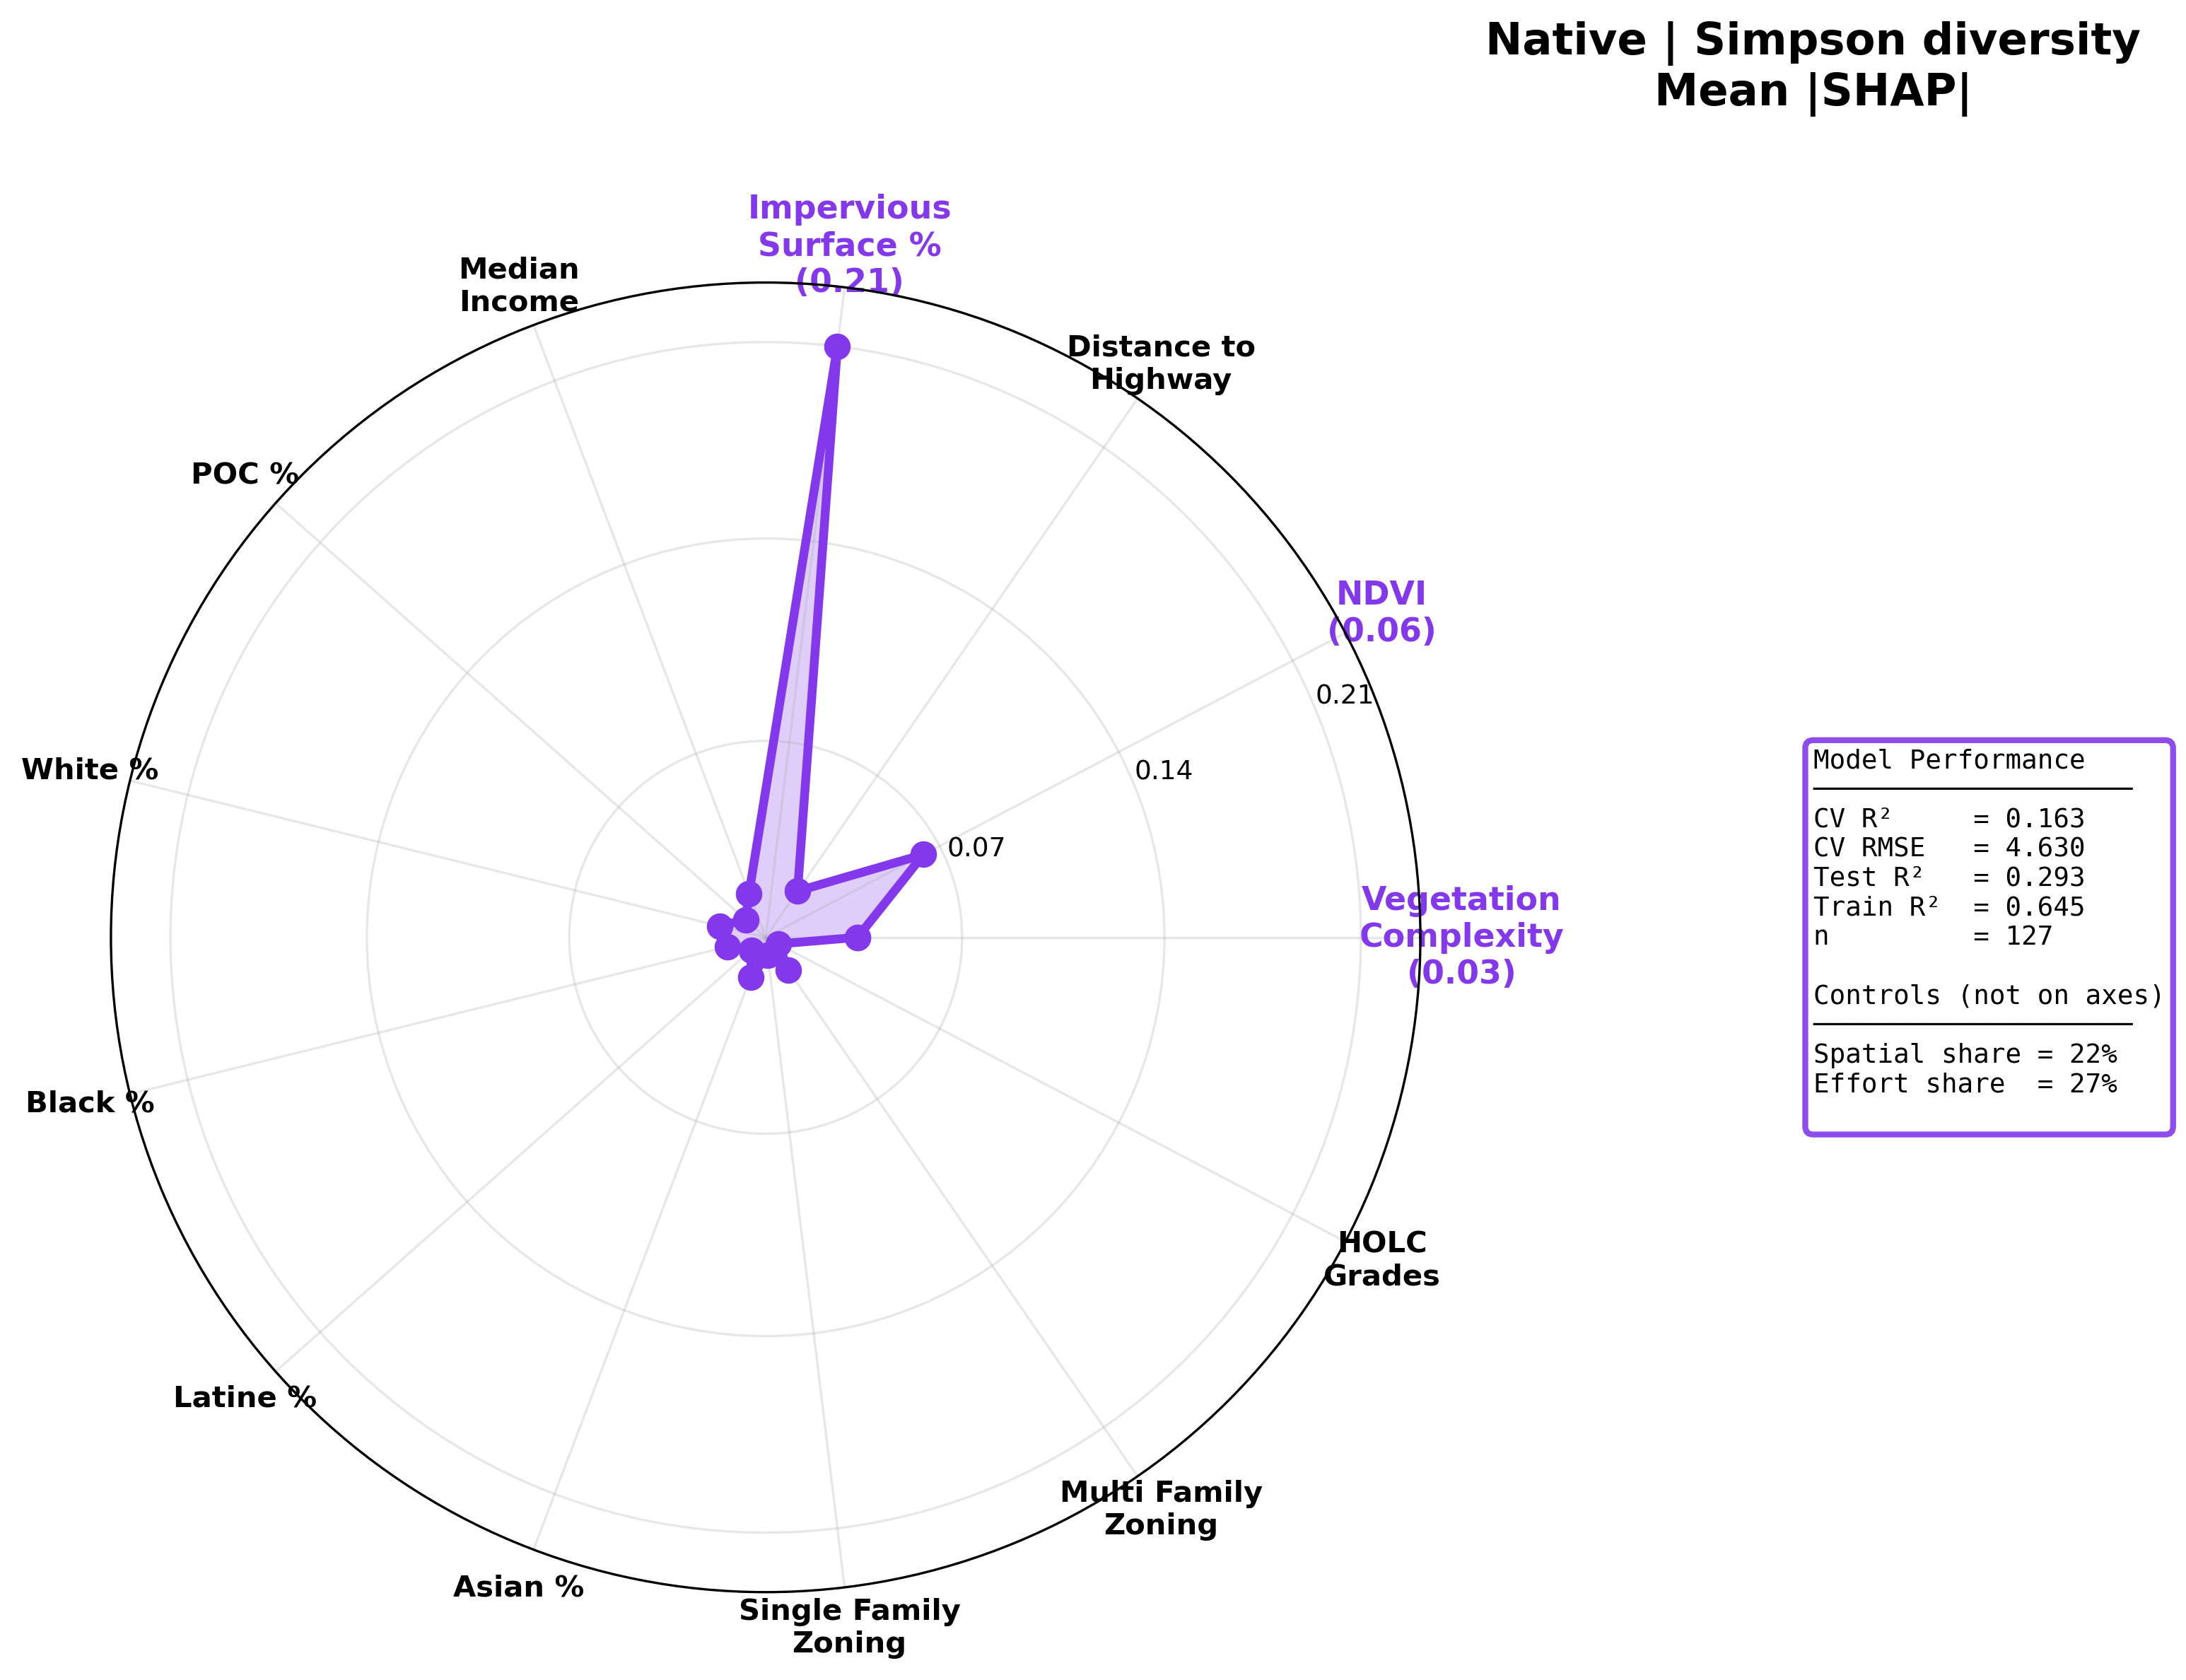 Native | Simpson diversity
Mean |SHAP|
Impervious
Surface %
(0.21)
Median
Income
Distance to
Highway
POC %
NDVI
(0.06)
0.21
0.14
0.07
White %
Vegetation
Complexity
(0.03)
Black %
HOLC
Grades
Latine %
Multi Family
Zoning
Asian %
Single Family
Zoning
Model Performance
CV R² = 0.163
CV RMSE = 4.630
Test R² = 0.293
Train R² = 0.645
n = 127
Controls (not on axes)
Spatial share = 22%
Effort share = 27%